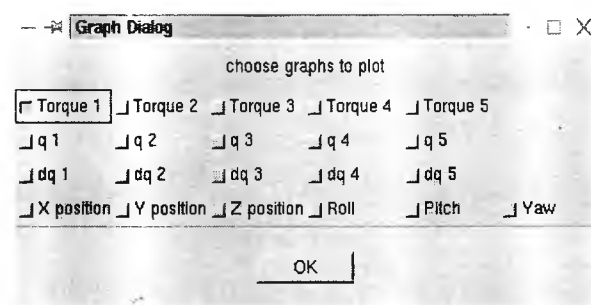 Graph Dialog
choose graphs to plot
Torque 1 Torque 2 Torque 3 Torque 4 Torque 5
q 1 q 2 q 3 q 4 q 5
dq 1 dq 2 dq 3 dq 4 dq 5
X position Y position Z position Roll Pitch Yaw
OK